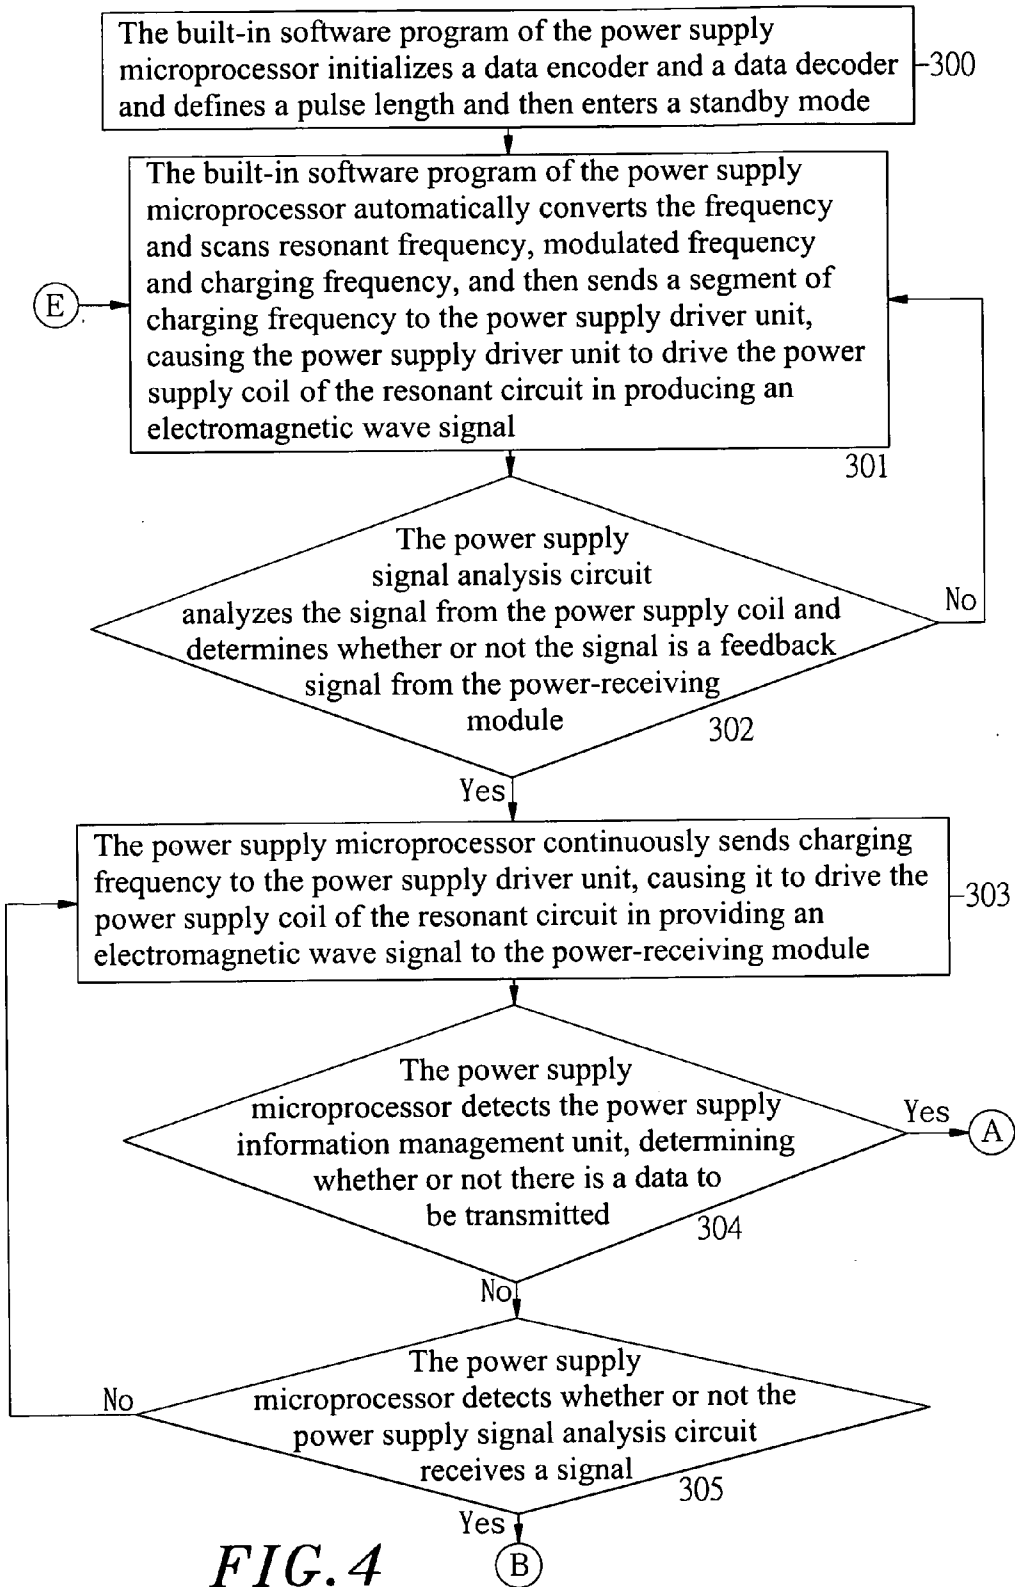 The built-in software program of the power supply
microprocessor initializes a data encoder and a data decoder
and defines a pulse length and then enters a standby mode
300
The built-in software program of the power supply
microprocessor automatically converts the frequency
and scans resonant frequency, modulated frequency
and charging frequency, and then sends a segment of
charging frequency to the power supply driver unit,
causing the power supply driver unit to drive the power
supply coil of the resonant circuit in producing an
electromagnetic wave signal
E
301
The power supply
signal analysis circuit
analyzes the signal from the power supply coil and
determines whether or not the signal is a feedback
signal from the power-receiving
module
302
No
Yes
The power supply microprocessor continuously sends charging
frequency to the power supply driver unit, causing it to drive the
power supply coil of the resonant circuit in providing an
electromagnetic wave signal to the power-receiving module
303
The power supply
microprocessor detects the power supply
information management unit, determining
whether or not there is a data to
be transmitted
304
Yes
A
No
The power supply
microprocessor detects whether or not the
power supply signal analysis circuit
receives a signal
305
No
Yes
B
FIG.4